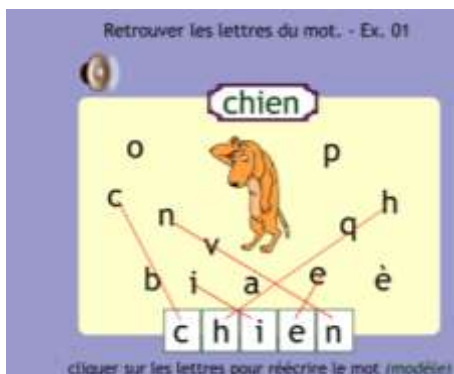 Retrouver les lettres du mot. - Ex. 01
chien
o p
c n v q h
b i a e è
c h i e n
cliquer sur les lettres pour réécrire le mot (modèle)